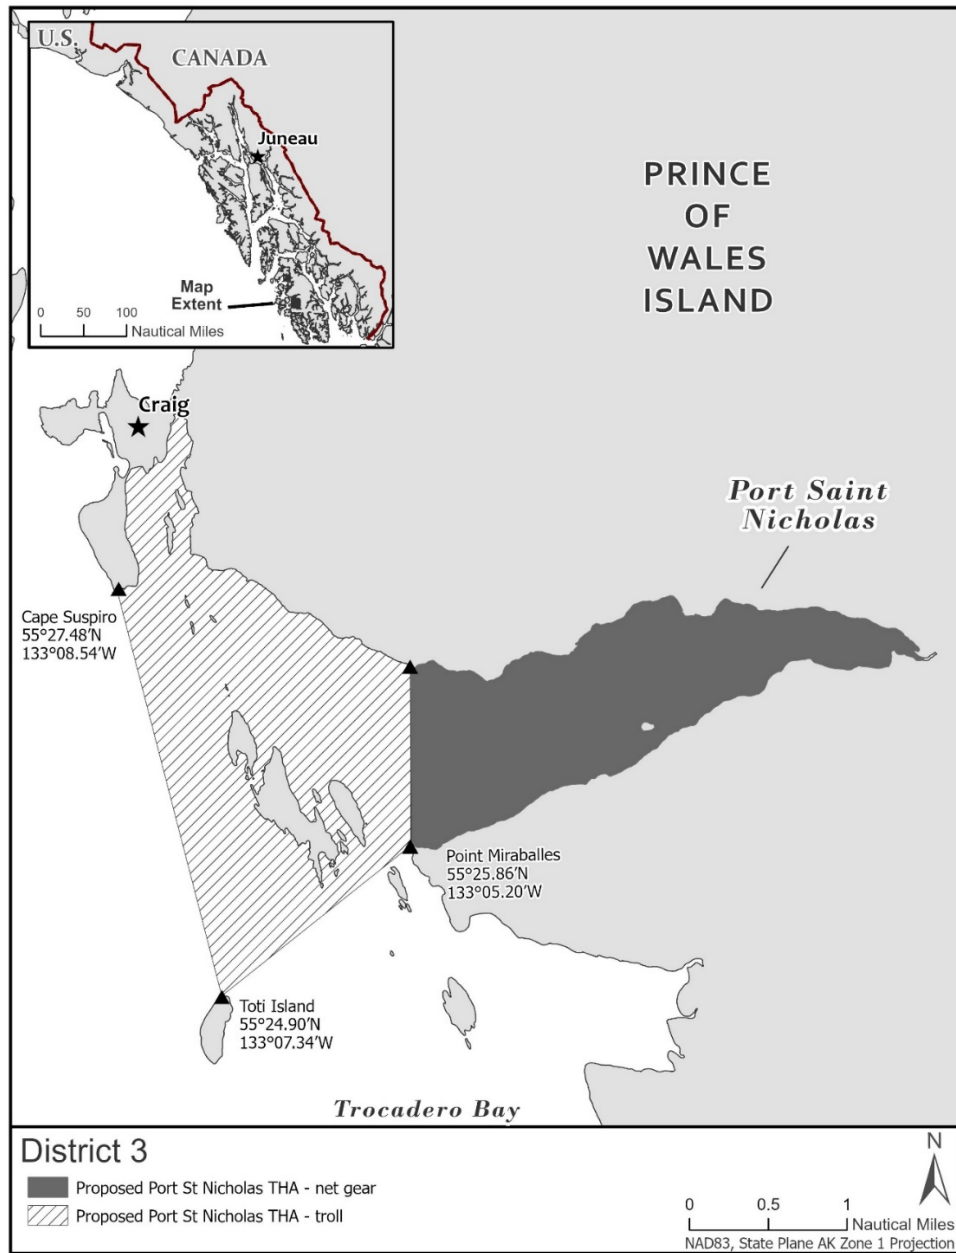 U.S.
CANADA
Juneau
Map
Extent
0 50 100
Nautical Miles
PRINCE
OF
WALES
ISLAND
Craig
Port Saint
Nicholas
Cape Suspiro
55°27.48'N
133°08.54'W
Point Miraballes
55°25.86'N
133°05.20'W
Toti Island
55°24.90'N
133°07.34'W
Trocadero Bay
District 3
Proposed Port St Nicholas THA - net gear
Proposed Port St Nicholas THA - troll
N
0 0.5 1
Nautical Miles
NAD83, State Plane AK Zone 1 Projection